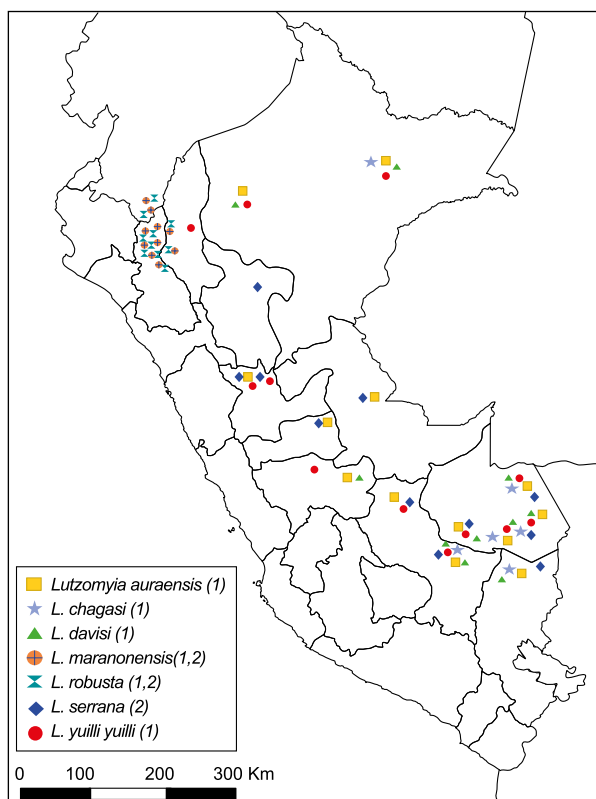 Lutzomyia auraensis (1)
L. chagasi (1)
L. davisi (1)
L. maranonensis(1,2)
L. robusta (1,2)
L. serrana (2)
L. yuilli yuilli (1)
0 100 200 300 Km